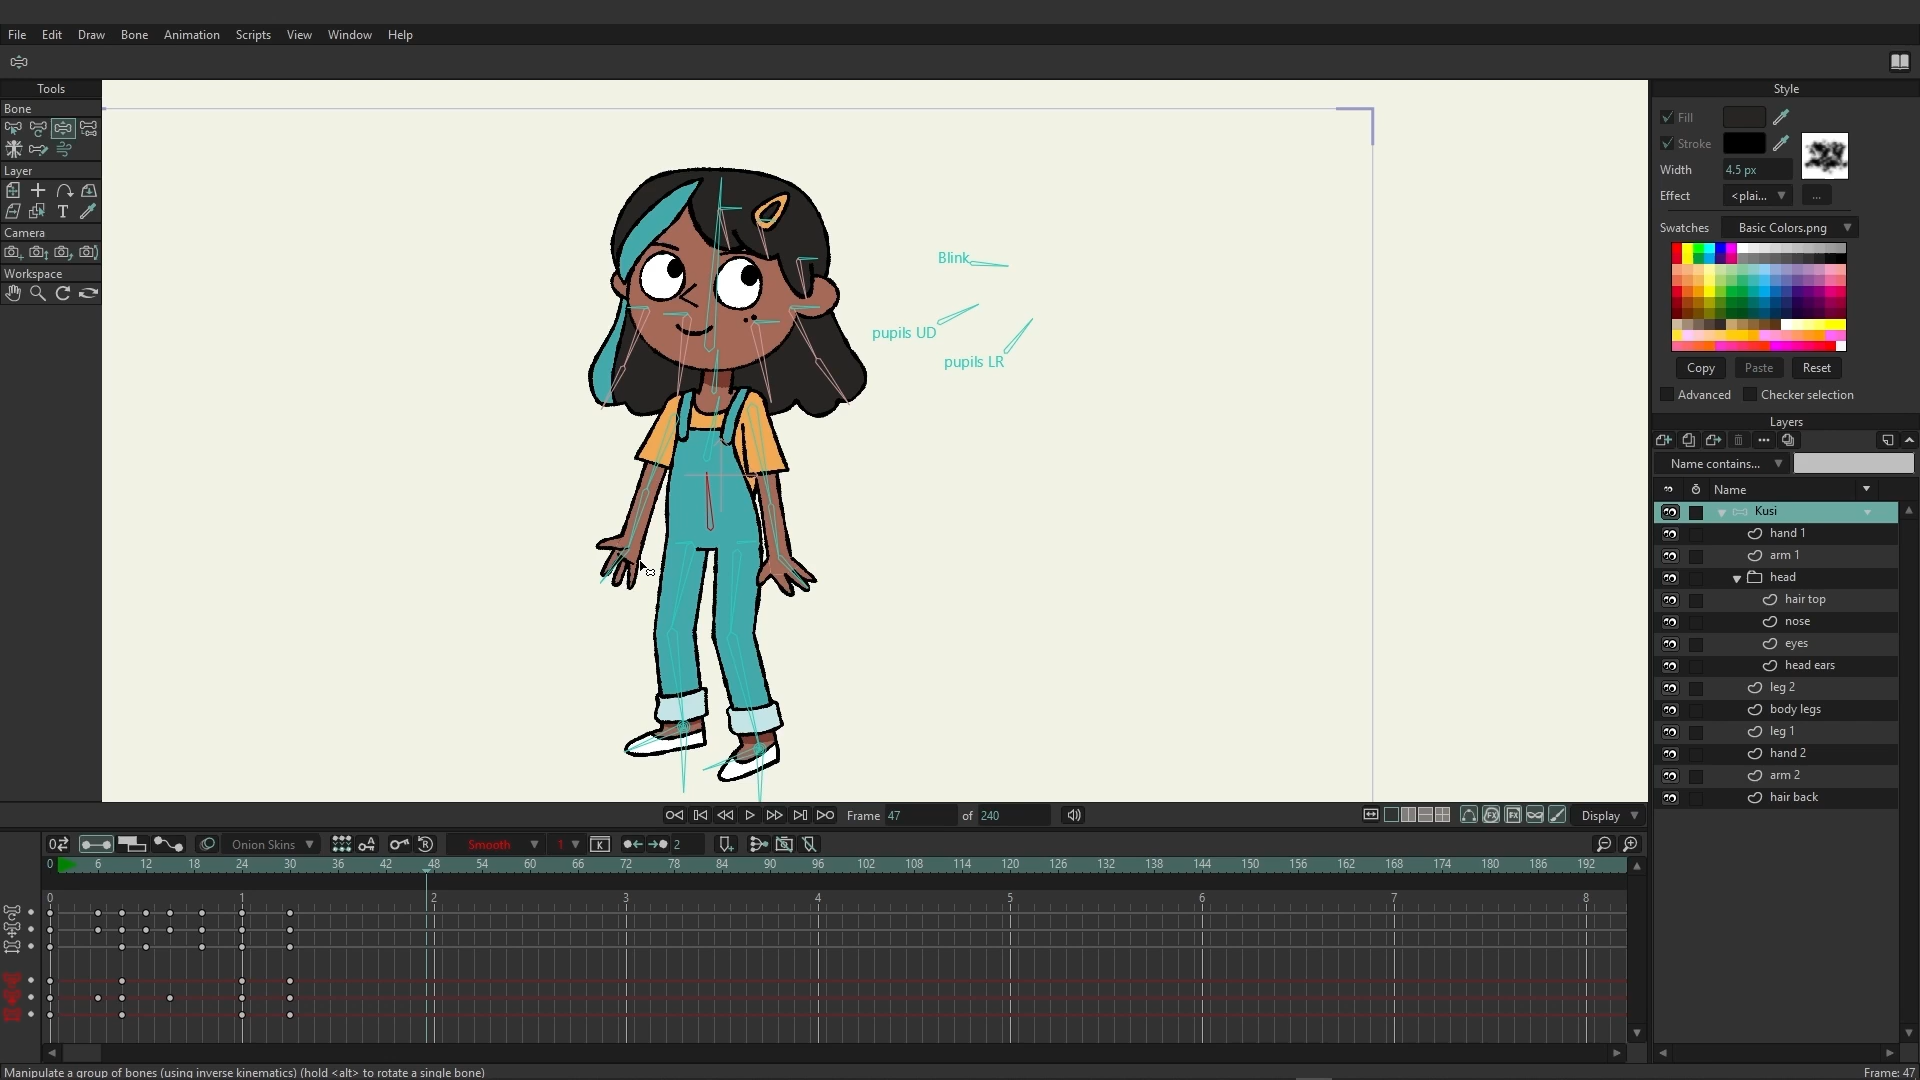 File Edit Draw Bone Animation Scripts View Window Help
Tools
Bone
Layer
T
Camera
Workspace
Blink
pupils UD
pupils LR
Style
Fill
Stroke
Width 4.5 px
Effect <plai... ...
Swatches Basic Colors.png
Copy Paste Reset
Advanced Checker selection
Layers
Name contains...
Name
Kusi
hand 1
arm 1
head
hair top
nose
eyes
head ears
leg 2
body legs
leg 1
hand 2
arm 2
hair back
Frame 47 of 240
Display
Onion Skins Smooth 1 K 2
0 6 12 18 24 30 36 42 48 54 60 66 72 78 84 90 96 102 108 114 120 126 132 138 144 150 156 162 168 174 180 186 192
0 1 2 3 4 5 6 7 8
Manipulate a group of bones (using inverse kinematics) (hold <alt> to rotate a single bone)
Frame: 47